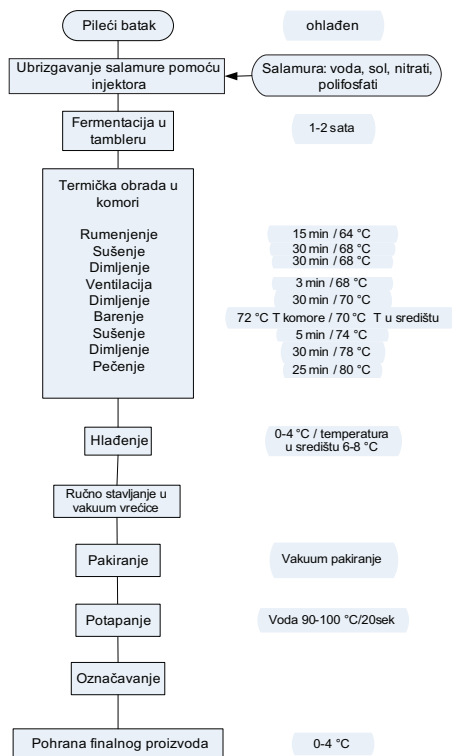 Pileći batak
ohlađen
Ubrizgavanje salamure pomoću
injektora
Salamura: voda, sol, nitrati,
polifosfati
Fermentacija u
tambleru
1-2 sata
Termička obrada u
komori
Rumenjenje
15 min / 64 °C
Sušenje
30 min / 68 °C
Dimljenje
30 min / 68 °C
Ventilacija
3 min / 68 °C
Dimljenje
30 min / 70 °C
Barenje
72 °C T komore / 70 °C T u središtu
Sušenje
5 min / 74 °C
Dimljenje
30 min / 78 °C
Pečenje
25 min / 80 °C
Hlađenje
0-4 °C / temperatura
u središtu 6-8 °C
Ručno stavljanje u
vakuum vrećice
Pakiranje
Vakuum pakiranje
Potapanje
Voda 90-100 °C/20sek
Označavanje
Pohrana finalnog proizvoda
0-4 °C